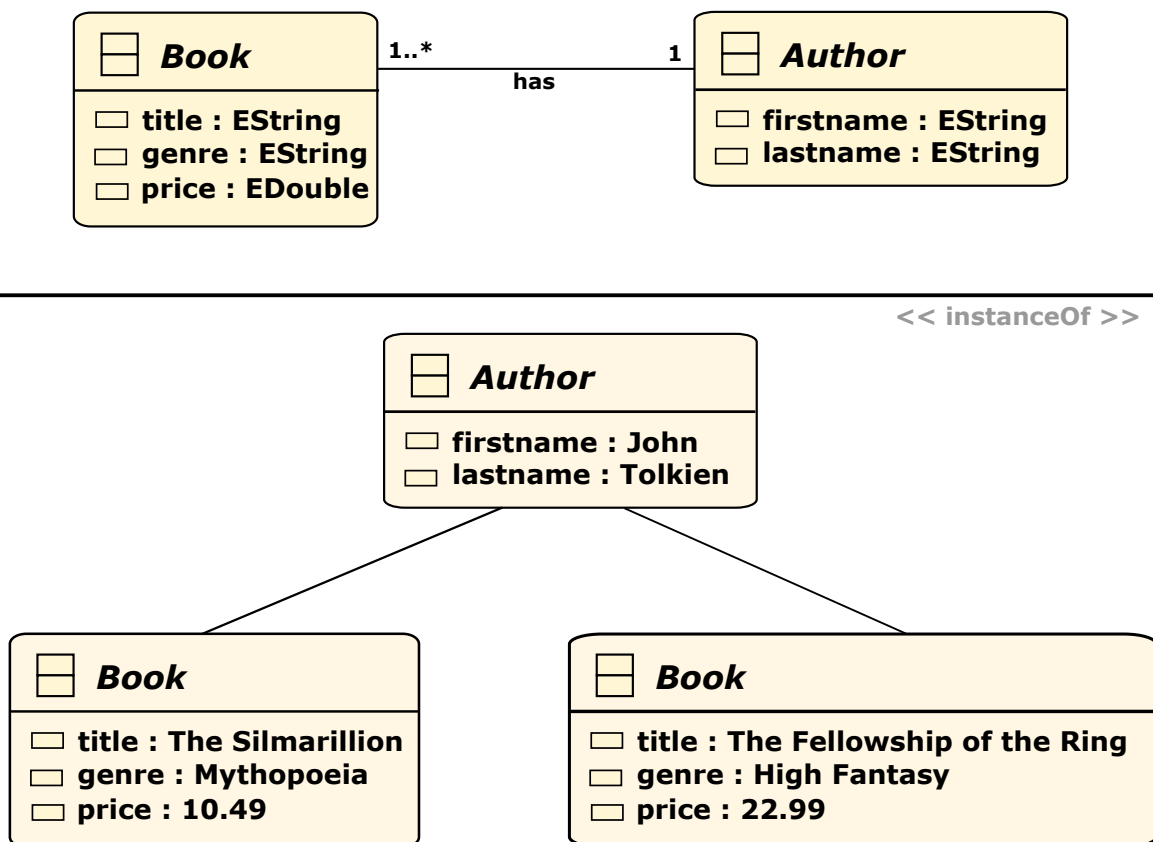 Book
1..*
1
has
Author
title : EString
genre : EString
price : EDouble
firstname : EString
lastname : EString
<< instanceOf >>
Author
firstname : John
lastname : Tolkien
Book
title : The Silmarillion
genre : Mythopoeia
price : 10.49
Book
title : The Fellowship of the Ring
genre : High Fantasy
price : 22.99